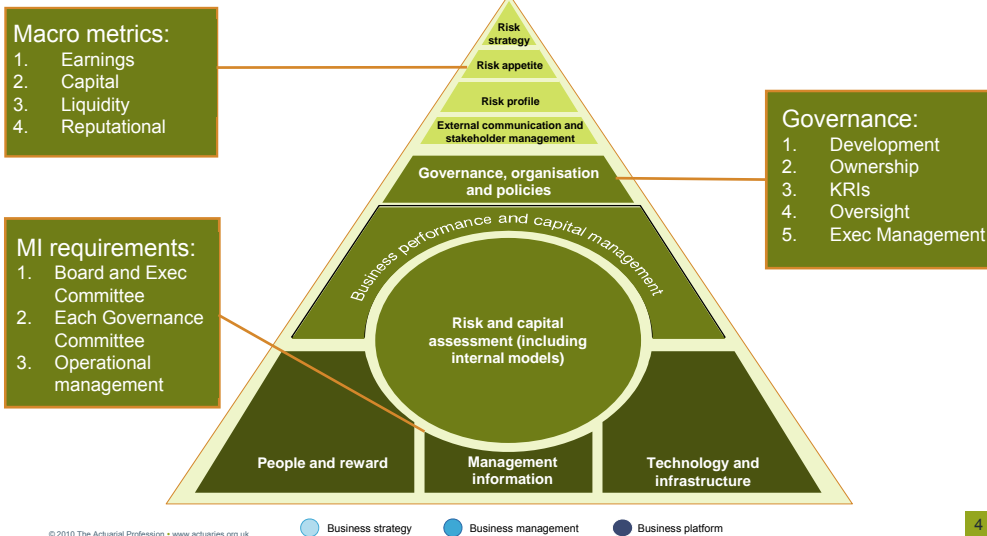 Macro metrics:
1. Earnings
2. Capital
3. Liquidity
4. Reputational
MI requirements:
1. Board and Exec
Committee
2. Each Governance
Committee
3. Operational
management
Risk
strategy
Risk appetite
Risk profile
External communication and
stakeholder management
Governance, organisation
and policies
Business performance and capital management
Risk and capital
assessment (including
internal models)
People and reward
Management
information
Technology and
infrastructure
Governance:
1. Development
2. Ownership
3. KRIs
4. Oversight
5. Exec Management
© 2010 The Actuarial Profession • www.actuaries.org.uk
Business strategy
Business management
Business platform
4